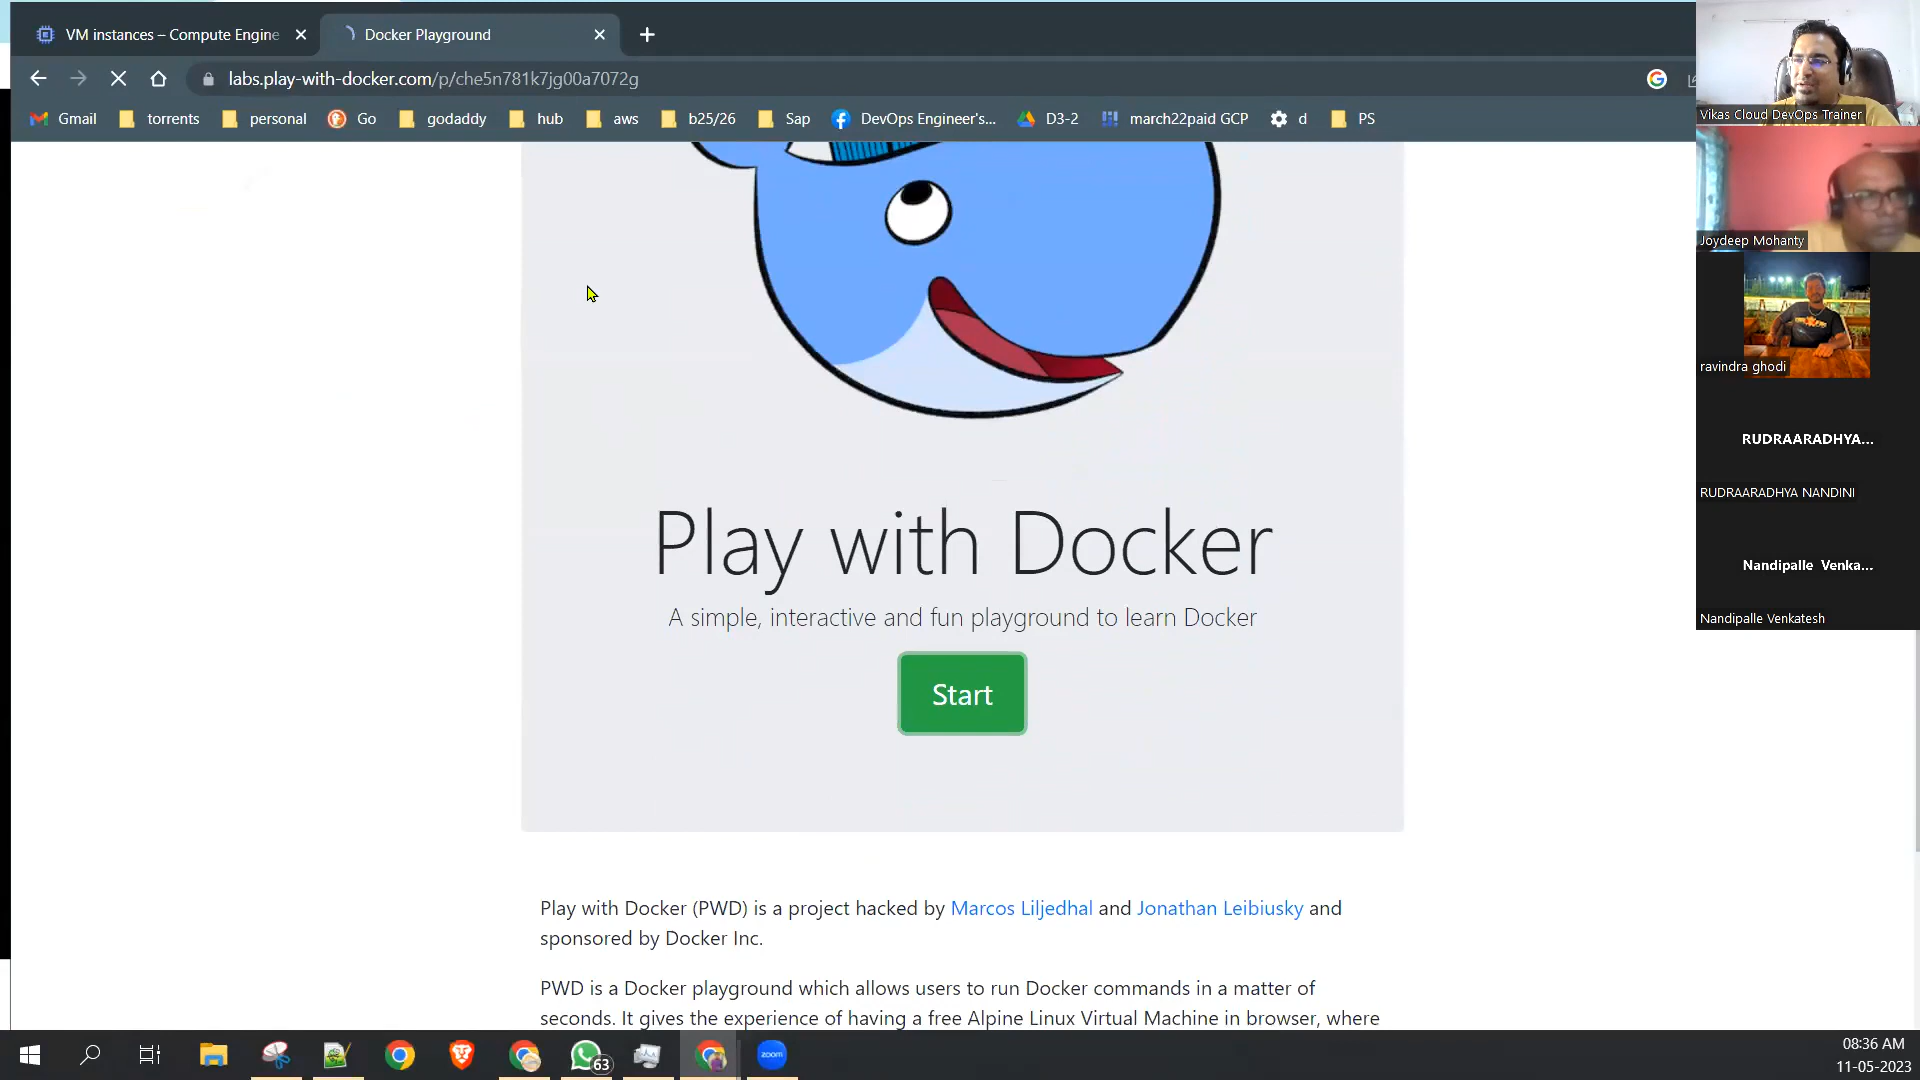 VM instances – Compute Engine
Docker Playground
labs.play-with-docker.com/p/che5n781k7jg00a7072g
Gmail
torrents
personal
Go
godaddy
hub
aws
b25/26
Sap
DevOps Engineer's...
D3-2
march22paid GCP
d
PS
Play with Docker
A simple, interactive and fun playground to learn Docker
Start
Play with Docker (PWD) is a project hacked by Marcos Liljedhal and Jonathan Leibiusky and
sponsored by Docker Inc.
PWD is a Docker playground which allows users to run Docker commands in a matter of
seconds. It gives the experience of having a free Alpine Linux Virtual Machine in browser, where
Vikas Cloud DevOps Trainer
Joydeep Mohanty
ravindra ghodi
RUDRAARADHYA...
RUDRAARADHYA NANDINI
Nandipalle Venka...
Nandipalle Venkatesh
63
zoom
08:36 AM
11-05-2023